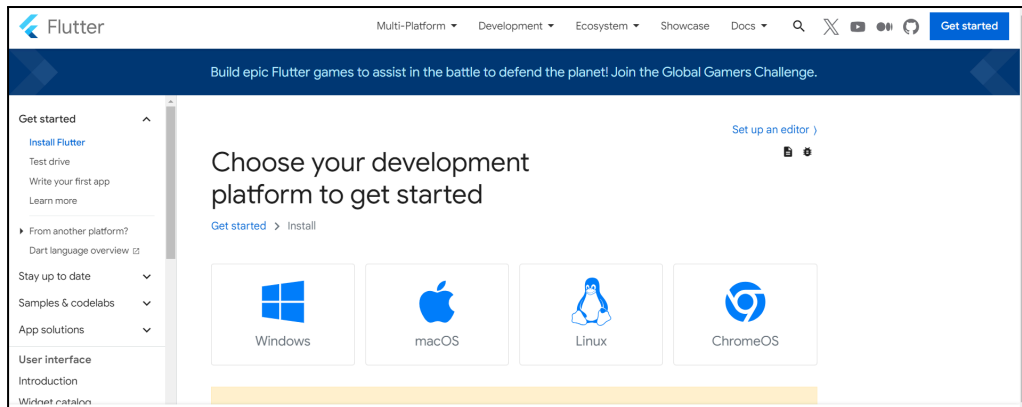 Flutter
Multi-Platform
Development
Ecosystem
Showcase
Docs
Get started
Build epic Flutter games to assist in the battle to defend the planet! Join the Global Gamers Challenge.
Get started
Install Flutter
Test drive
Write your first app
Learn more
From another platform?
Dart language overview
Stay up to date
Samples & codelabs
App solutions
User interface
Introduction
Widget catalog
Set up an editor
Choose your development
platform to get started
Get started > Install
Windows
macOS
Linux
ChromeOS